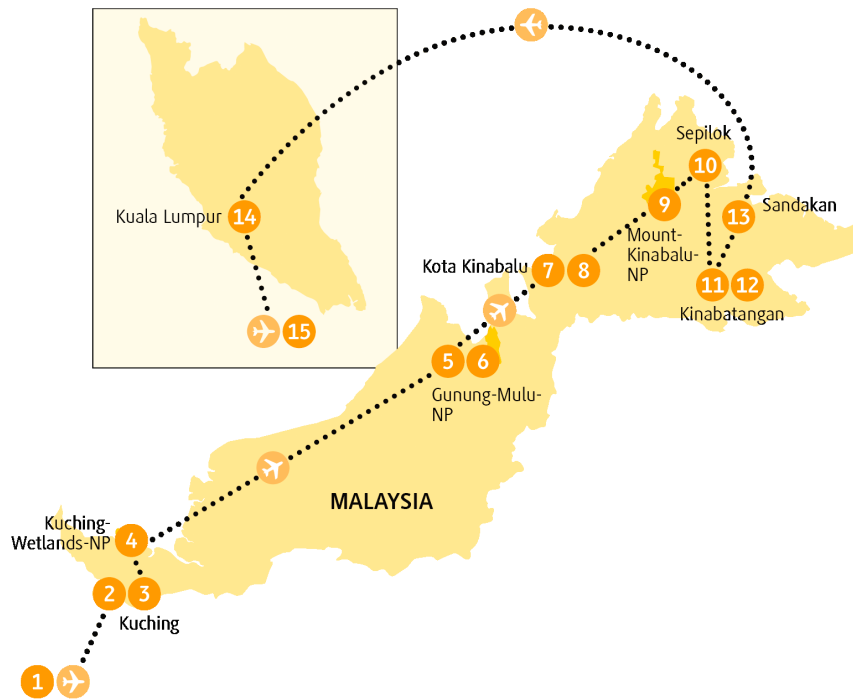 Sepilok
10
Kuala Lumpur 14
9
13 Sandakan
Mount-
Kinabalu-
NP
Kota Kinabalu 7 8
11 12
Kinabatangan
15
5 6
Gunung-Mulu-
NP
MALAYSIA
Kuching-
Wetlands-NP
4
2 3
Kuching
1